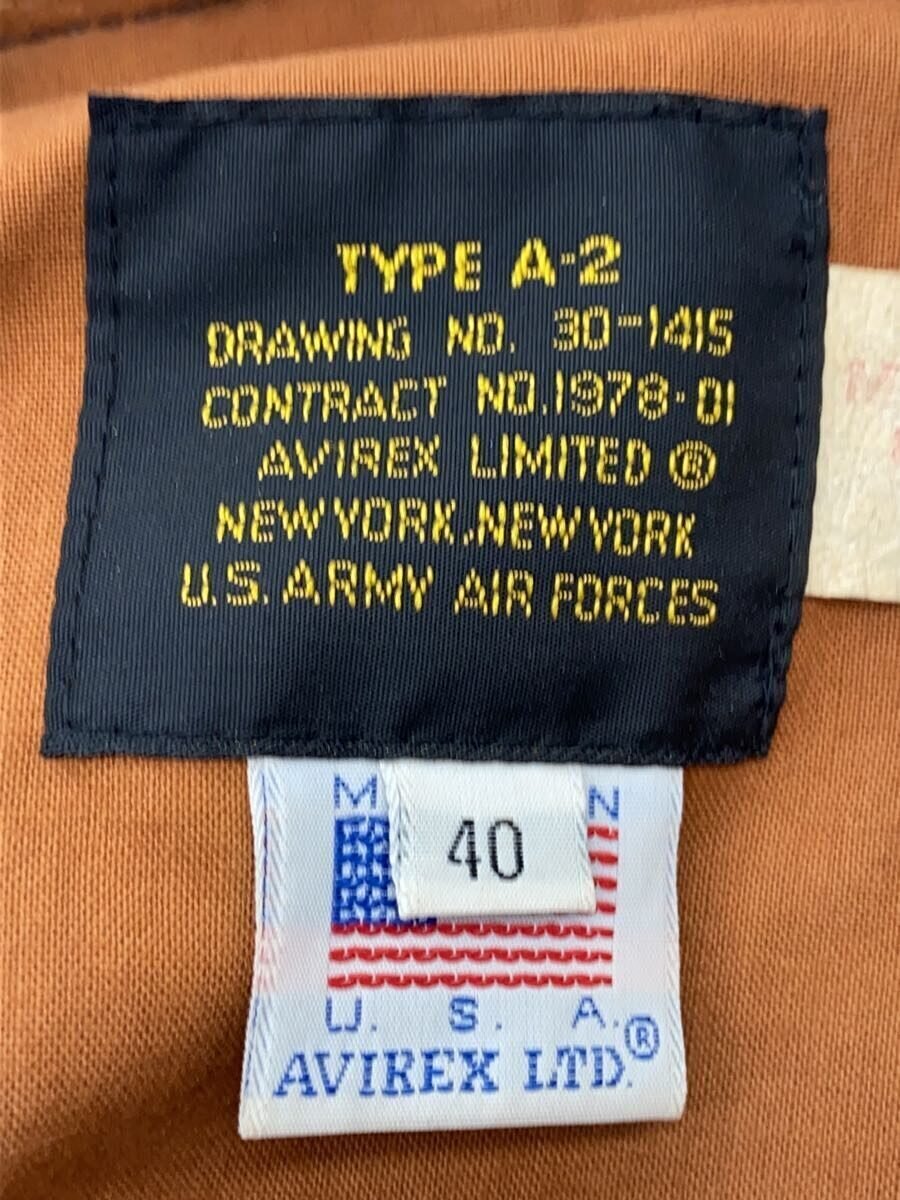 TYPE A-2
DRAWING NO. 30-1415
CONTRACT NO.1978-01
AVIREX LIMITED ®
NEW YORK, NEW YORK
U.S. ARMY AIR FORCES
40
U. S. A.
AVIREX LTD.®